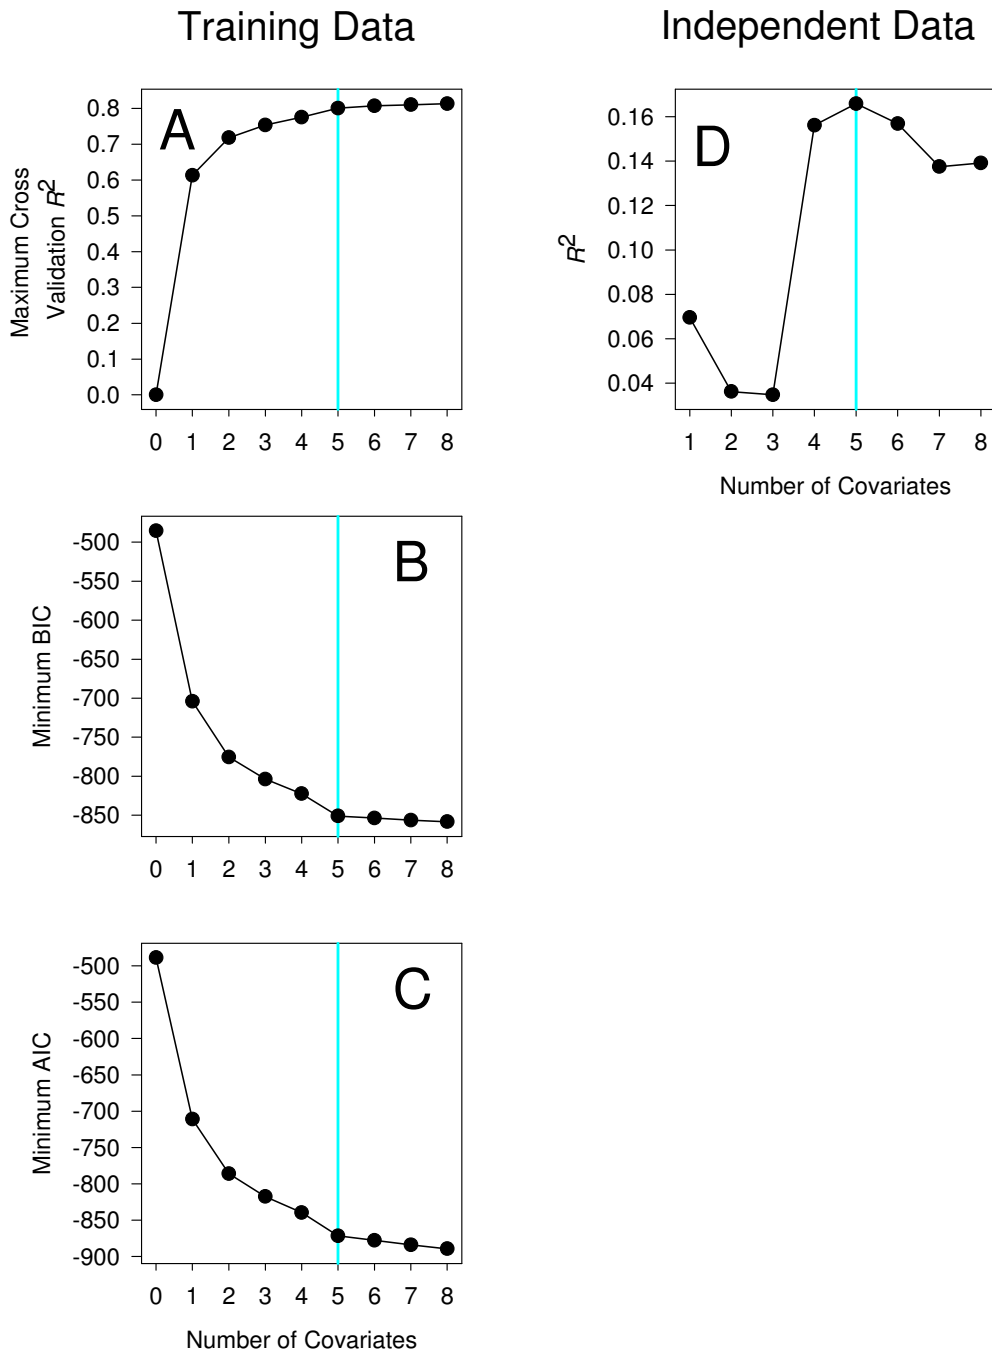 Training Data
Independent Data
A
Maximum Cross
Validation R²
0.8
0.7
0.6
0.5
0.4
0.3
0.2
0.1
0.0
0 1 2 3 4 5 6 7 8
D
R²
0.16
0.14
0.12
0.10
0.08
0.06
0.04
1 2 3 4 5 6 7 8
Number of Covariates
B
Minimum BIC
-500
-550
-600
-650
-700
-750
-800
-850
0 1 2 3 4 5 6 7 8
C
Minimum AIC
-500
-550
-600
-650
-700
-750
-800
-850
-900
0 1 2 3 4 5 6 7 8
Number of Covariates